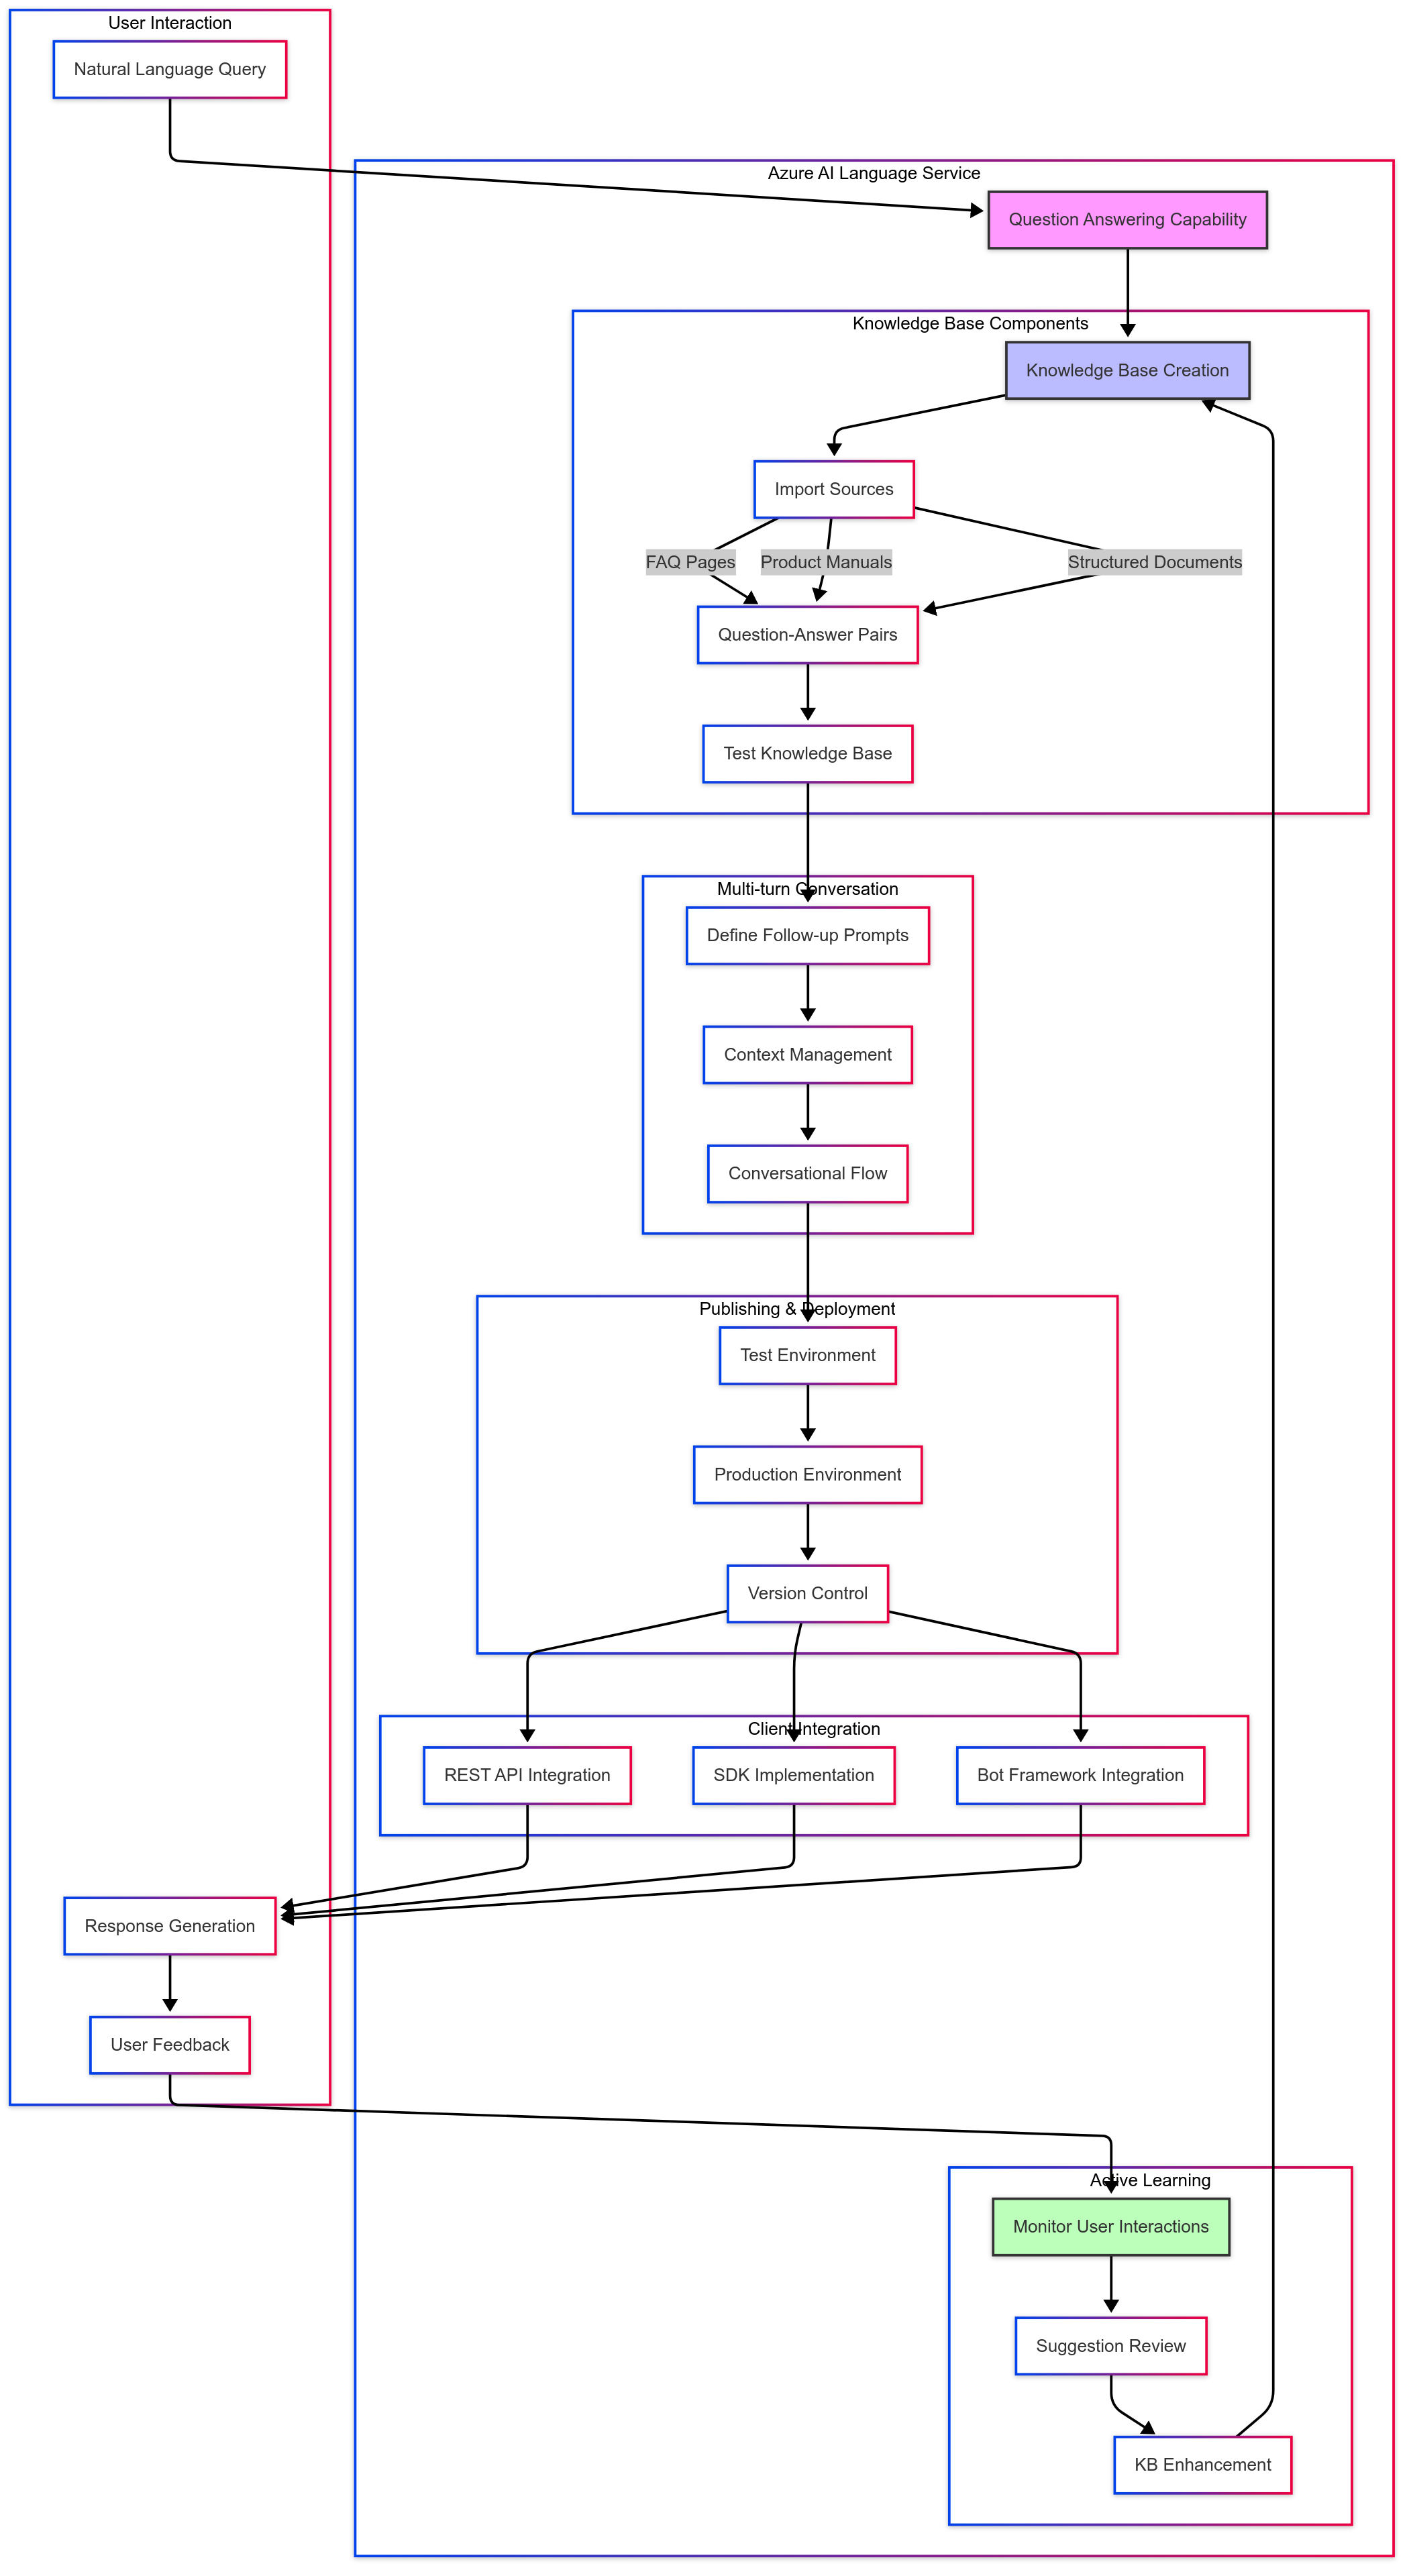 User Interaction
Natural Language Query
Azure AI Language Service
Question Answering Capability
Knowledge Base Components
Knowledge Base Creation
Import Sources
FAQ Pages
Product Manuals
Structured Documents
Question-Answer Pairs
Test Knowledge Base
Multi-turn Conversation
Define Follow-up Prompts
Context Management
Conversational Flow
Publishing & Deployment
Test Environment
Production Environment
Version Control
Client Integration
REST API Integration
SDK Implementation
Bot Framework Integration
Response Generation
User Feedback
Active Learning
Monitor User Interactions
Suggestion Review
KB Enhancement